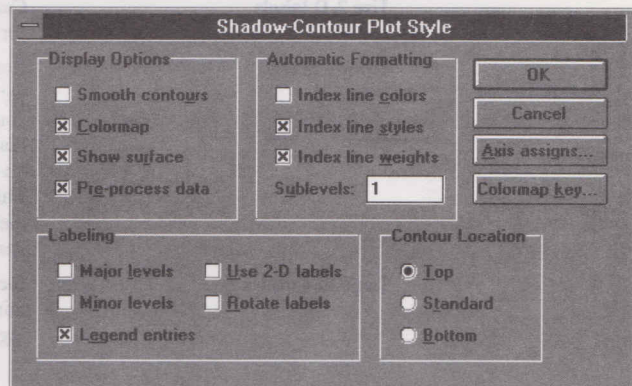 Shadow-Contour Plot Style
Display Options
Smooth contours
Colormap
Show surface
Pre-process data
Automatic Formatting
Index line colors
Index line styles
Index line weights
Sublevels: 1
OK
Cancel
Axis assigns...
Colormap key...
Labeling
Major levels
Use 2-D labels
Minor levels
Rotate labels
Legend entries
Contour Location
Top
Standard
Bottom